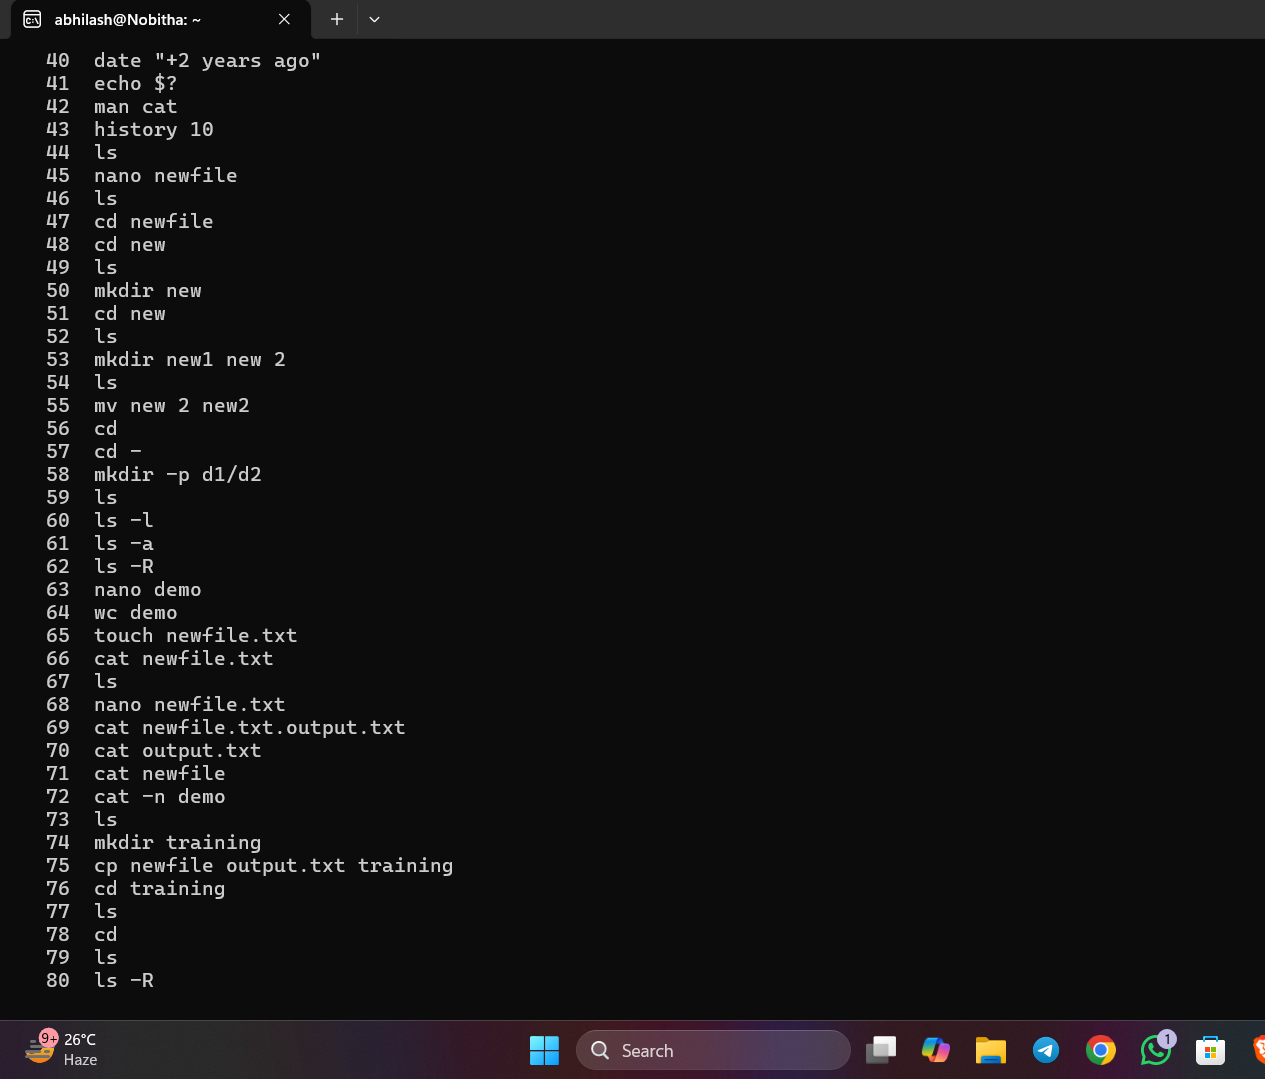 abhilash@Nobitha: ~
40 date "+2 years ago"
41 echo $?
42 man cat
43 history 10
44 ls
45 nano newfile
46 ls
47 cd newfile
48 cd new
49 ls
50 mkdir new
51 cd new
52 ls
53 mkdir new1 new 2
54 ls
55 mv new 2 new2
56 cd
57 cd -
58 mkdir -p d1/d2
59 ls
60 ls -l
61 ls -a
62 ls -R
63 nano demo
64 wc demo
65 touch newfile.txt
66 cat newfile.txt
67 ls
68 nano newfile.txt
69 cat newfile.txt.output.txt
70 cat output.txt
71 cat newfile
72 cat -n demo
73 ls
74 mkdir training
75 cp newfile output.txt training
76 cd training
77 ls
78 cd
79 ls
80 ls -R
9+ 26°C
Haze
Search
1